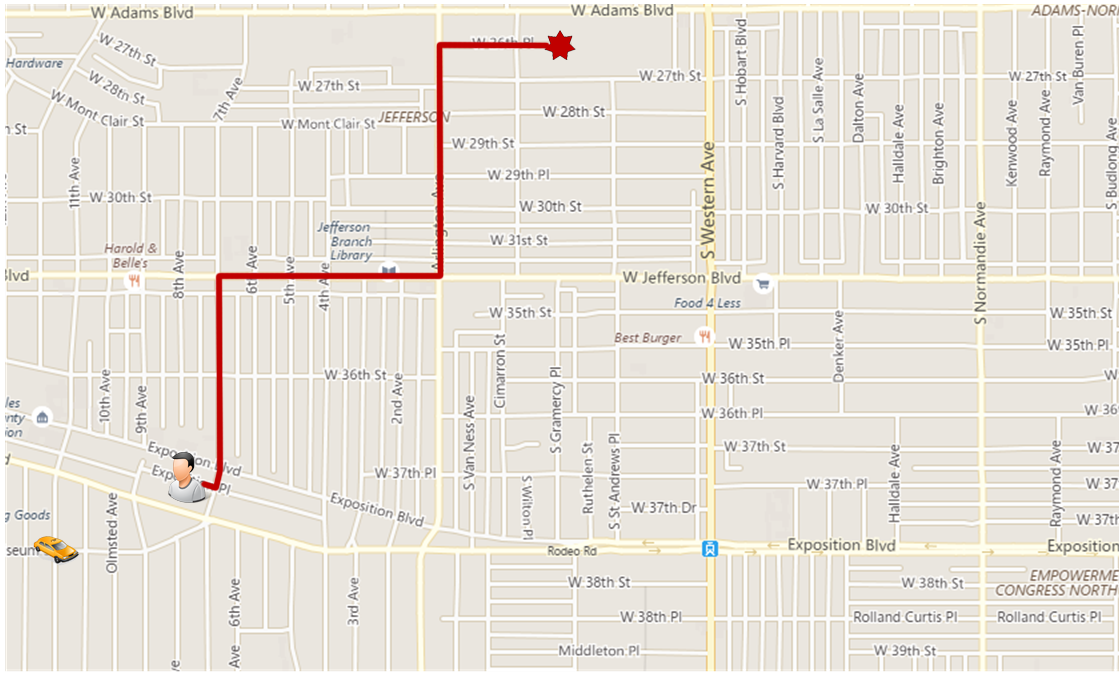 W Adams Blvd
W Adams Blvd
ADAMS-NOR
W 27th St
W 26th Pl
Hardware
W 28th St
7th Ave
W 27th St
W 27th St
S Hobart Blvd
W 27th St
Van Buren Pl
W Mont Clair St
W Mont Clair St
JEFFERSON
W 28th St
S La Salle Ave
Dalton Ave
n St
W 29th St
S Harvard Blvd
Halldale Ave
Brighton Ave
Kenwood Ave
Raymond Ave
S Budlong Ave
11th Ave
W 29th Pl
S Western Ave
W 30th St
W 30th St
W 30th St
Arlington Ave
Jefferson
Branch
Library
W 31st St
Harold &
Belle's
8th Ave
6th Ave
5th Ave
4th Ave
S Normandie Ave
Blvd
W Jefferson Blvd
Food 4 Less
W 35th St
W 35th St
Best Burger
W 35th Pl
W 35th Pl
Denker Ave
Cimarron St
W 36th St
W 36th St
W
10th Ave
9th Ave
2nd Ave
S Van Ness Ave
S Gramercy Pl
W 36th Pl
W 36
les
nty
ion
Exposition Blvd
W 37th St
W 37
Expo
Pl
W 37th Pl
Ruthelen St
S St Andrews Pl
W 37th Pl
W 37
Halldale Ave
Raymond Ave
d
Exposition Blvd
S Wilton Pl
W 37th Dr
W 37th
g Goods
Olmsted Ave
seum
Rodeo Rd
Exposition Blvd
Exposition
6th Ave
3rd Ave
W 38th St
W 38th St
EMPOWERME
CONGRESS NORTH
W 38th Pl
Rolland Curtis Pl
Rolland Curtis Pl
Ave
Middleton Pl
W 39th St